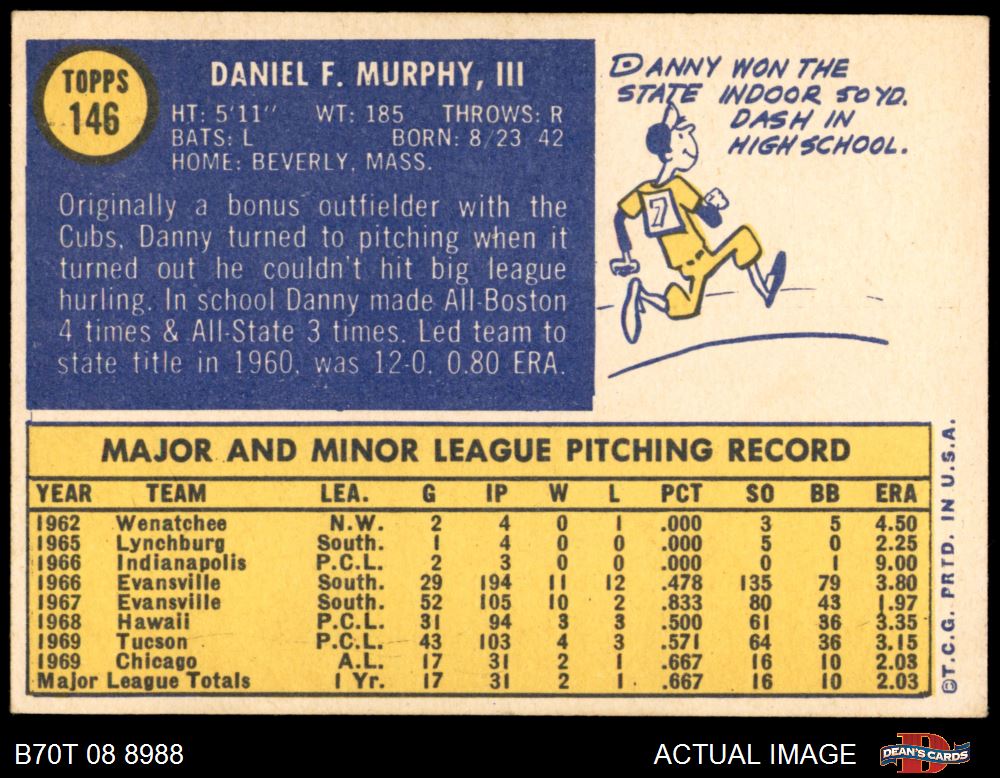 TOPPS
146
DANIEL F. MURPHY, III
HT: 5'11" WT: 185 THROWS: R
BATS: L BORN: 8/23 42
HOME: BEVERLY, MASS.
Originally a bonus outfielder with the
Cubs, Danny turned to pitching when it
turned out he couldn't hit big league
hurling. In school Danny made All-Boston
4 times & All-State 3 times. Led team to
state title in 1960, was 12-0, 0.80 ERA.
DANNY WON THE
STATE INDOOR 50 YD.
DASH IN
HIGH SCHOOL.
7
MAJOR AND MINOR LEAGUE PITCHING RECORD
YEAR TEAM LEA. G IP W L PCT SO BB ERA
1962 Wenatchee N.W. 2 4 0 1 .000 3 5 4.50
1965 Lynchburg South. 1 4 0 0 .000 5 0 2.25
1966 Indianapolis P.C.L. 2 3 0 0 .000 0 1 9.00
1966 Evansville South. 29 194 11 12 .478 135 79 3.80
1967 Evansville South. 52 105 10 2 .833 80 43 1.97
1968 Hawaii P.C.L. 31 94 3 3 .500 61 36 3.35
1969 Tucson P.C.L. 43 103 4 3 .571 64 36 3.15
1969 Chicago A.L. 17 31 2 1 .667 16 10 2.03
Major League Totals 1 Yr. 17 31 2 1 .667 16 10 2.03
©T.C.G. PRTD. IN U.S.A.
B70T 08 8988
ACTUAL IMAGE
DEAN'S CARDS